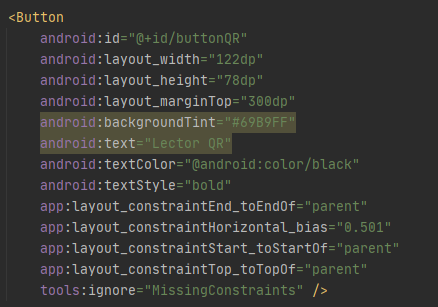 <Button
android:id="@+id/buttonQR"
android:layout_width="122dp"
android:layout_height="78dp"
android:layout_marginTop="300dp"
android:backgroundTint="#69B9FF"
android:text="Lector QR"
android:textColor="@android:color/black"
android:textStyle="bold"
app:layout_constraintEnd_toEndOf="parent"
app:layout_constraintHorizontal_bias="0.501"
app:layout_constraintStart_toStartOf="parent"
app:layout_constraintTop_toTopOf="parent"
tools:ignore="MissingConstraints" />